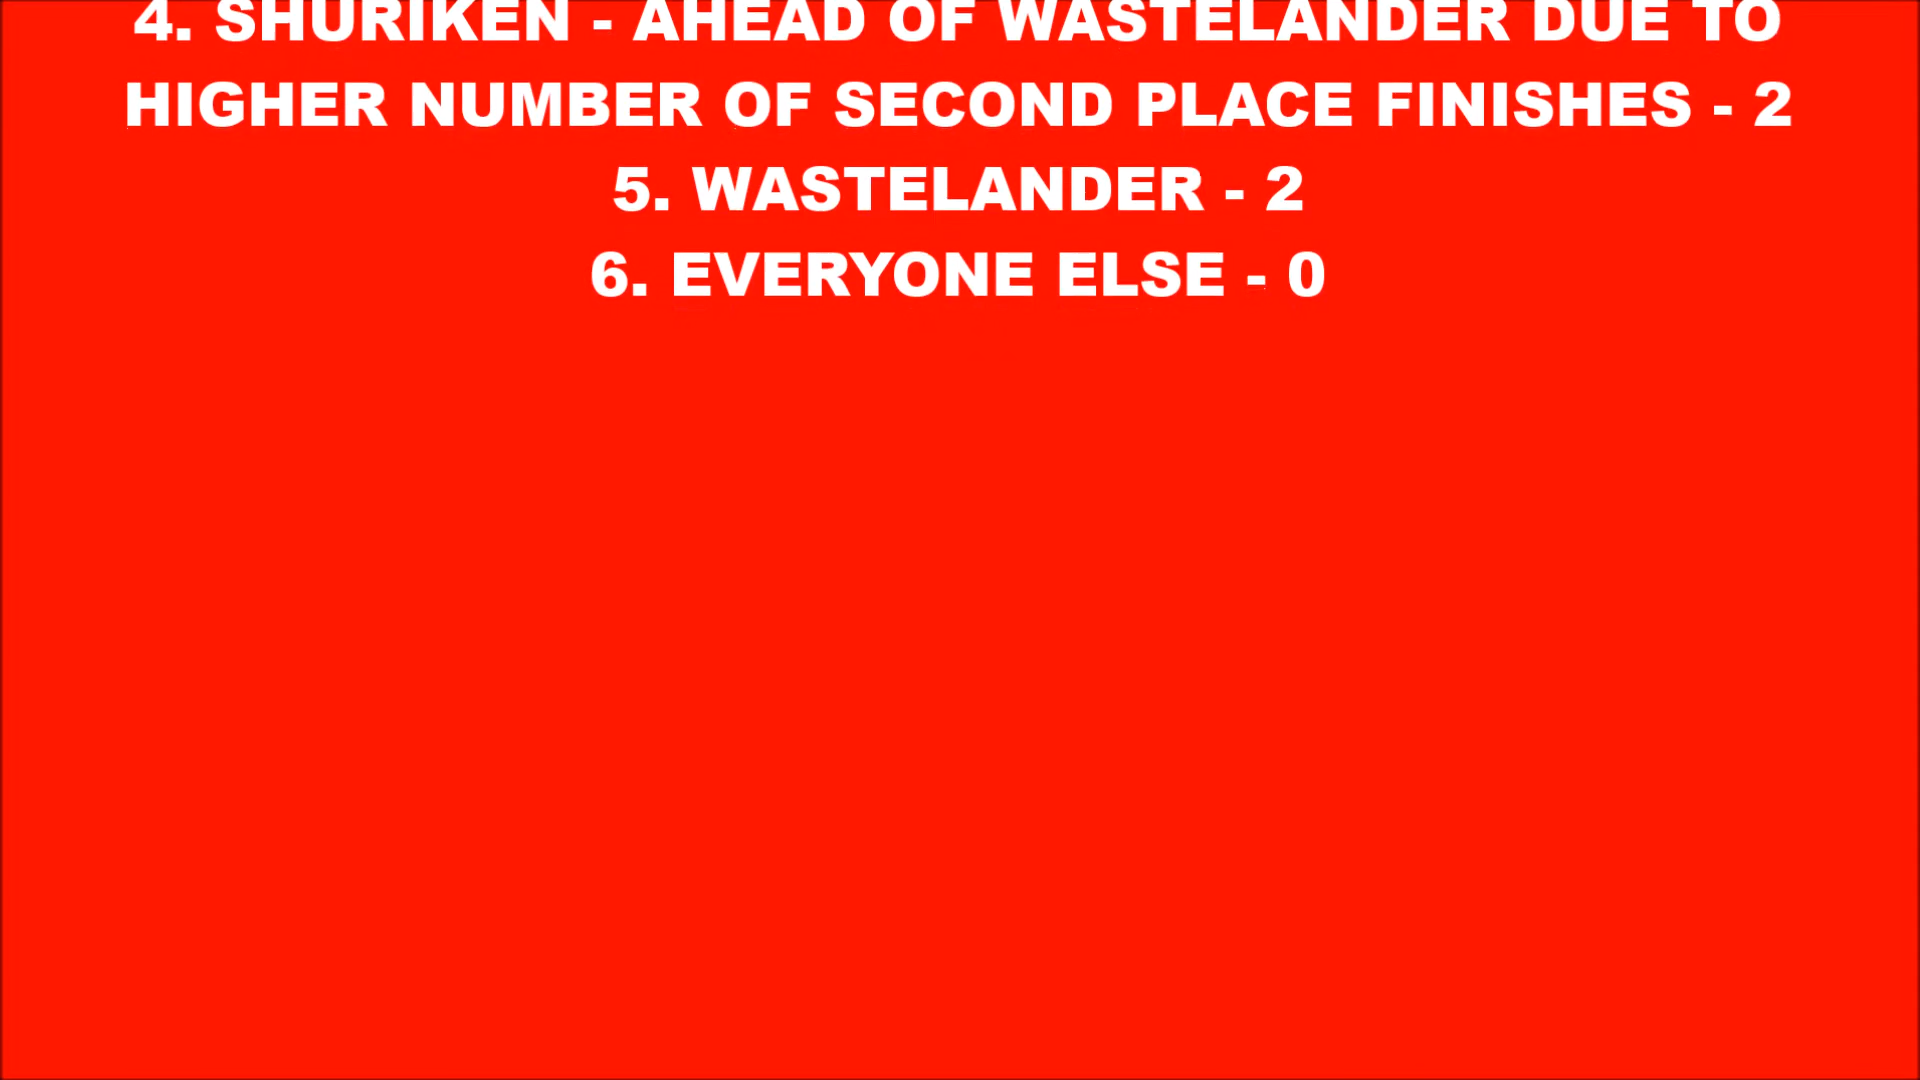 4. SHURIKEN - AHEAD OF WASTELANDER DUE TO
HIGHER NUMBER OF SECOND PLACE FINISHES - 2
5. WASTELANDER - 2
6. EVERYONE ELSE - 0